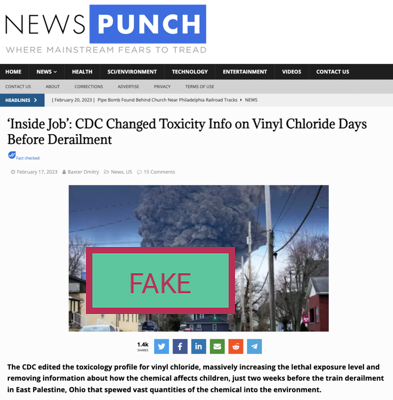 NEWS PUNCH
WHERE MAINSTREAM FEARS TO TREAD
HOME NEWS HEALTH SCI/ENVIRONMENT TECHNOLOGY ENTERTAINMENT VIDEOS CONTACT US
CONTACT US ABOUT CORRECTIONS ADVERTISE PRIVACY TERMS OF USE
HEADLINES [ February 20, 2023 ] Pipe Bomb Found Behind Church Near Philadelphia Railroad Tracks NEWS
‘Inside Job’: CDC Changed Toxicity Info on Vinyl Chloride Days
Before Derailment
Fact checked
February 17, 2023 Baxter Dmitry News, US 15 Comments
FAKE
1.4k
SHARES
The CDC edited the toxicology profile for vinyl chloride, massively increasing the lethal exposure level and
removing information about how the chemical affects children, just two weeks before the train derailment
in East Palestine, Ohio that spewed vast quantities of the chemical into the environment.